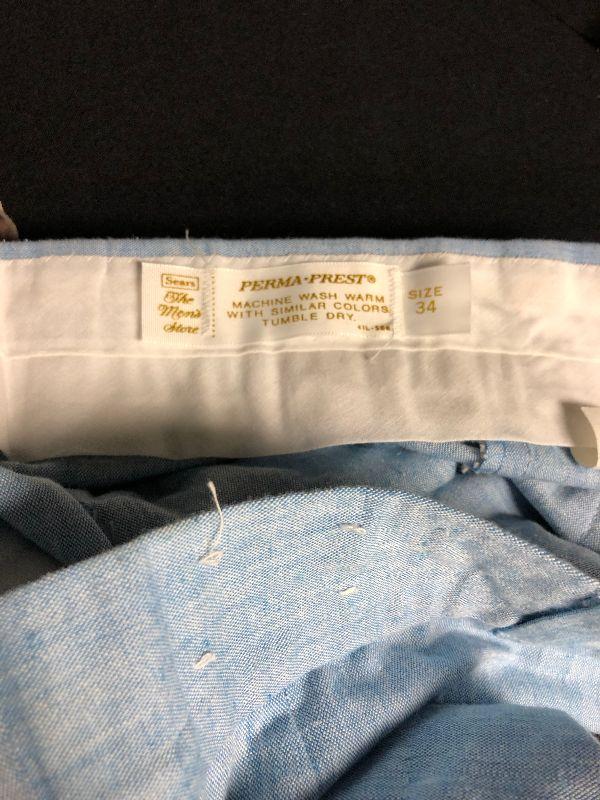 Sears
The
Men's
Store
PERMA·PREST®
MACHINE WASH WARM
WITH SIMILAR COLORS
TUMBLE DRY.
SIZE
34